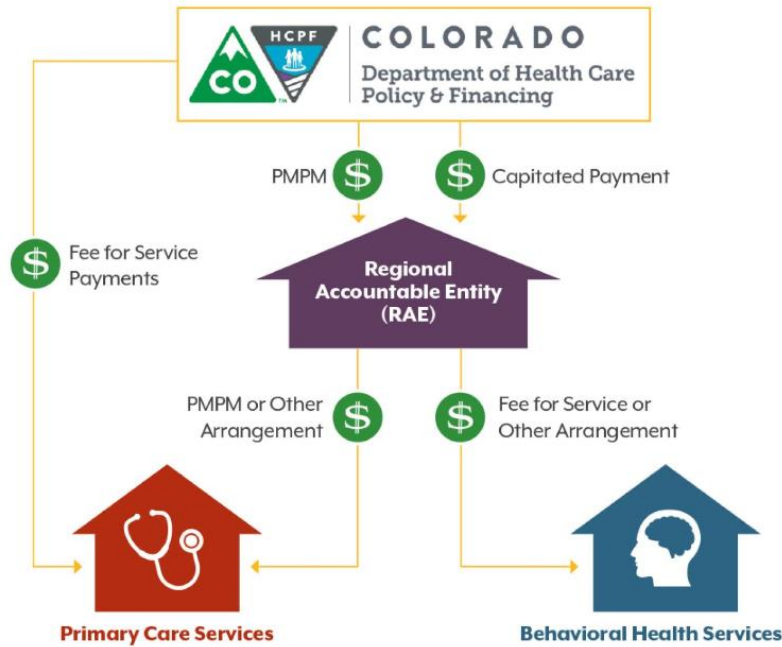 HCPF
CO
TM
COLORADO
Department of Health Care
Policy & Financing
PMPM
$
$
Capitated Payment
$
Fee for Service
Payments
Regional
Accountable Entity
(RAE)
PMPM or Other
Arrangement
$
$
Fee for Service or
Other Arrangement
Primary Care Services
Behavioral Health Services